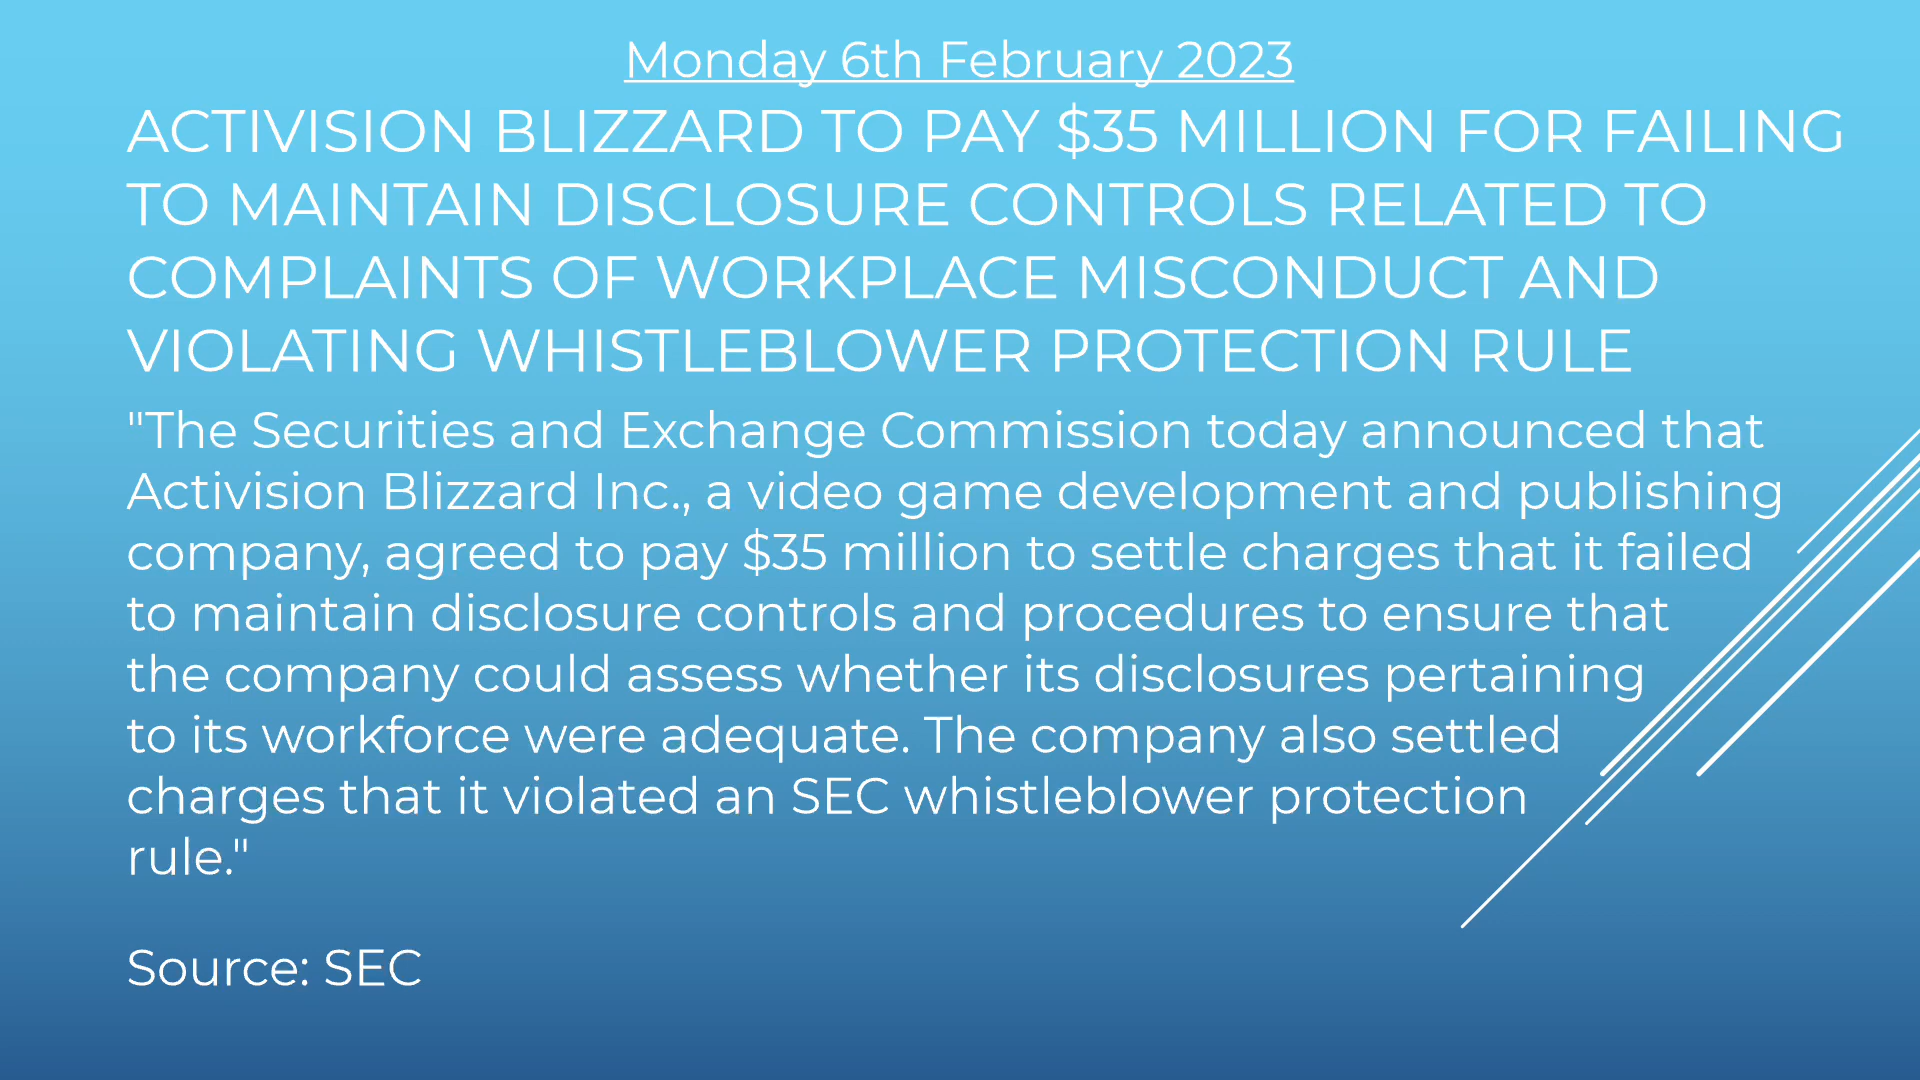 Monday 6th February 2023
ACTIVISION BLIZZARD TO PAY $35 MILLION FOR FAILING
TO MAINTAIN DISCLOSURE CONTROLS RELATED TO
COMPLAINTS OF WORKPLACE MISCONDUCT AND
VIOLATING WHISTLEBLOWER PROTECTION RULE
"The Securities and Exchange Commission today announced that
Activision Blizzard Inc., a video game development and publishing
company, agreed to pay $35 million to settle charges that it failed
to maintain disclosure controls and procedures to ensure that
the company could assess whether its disclosures pertaining
to its workforce were adequate. The company also settled
charges that it violated an SEC whistleblower protection
rule."
Source: SEC